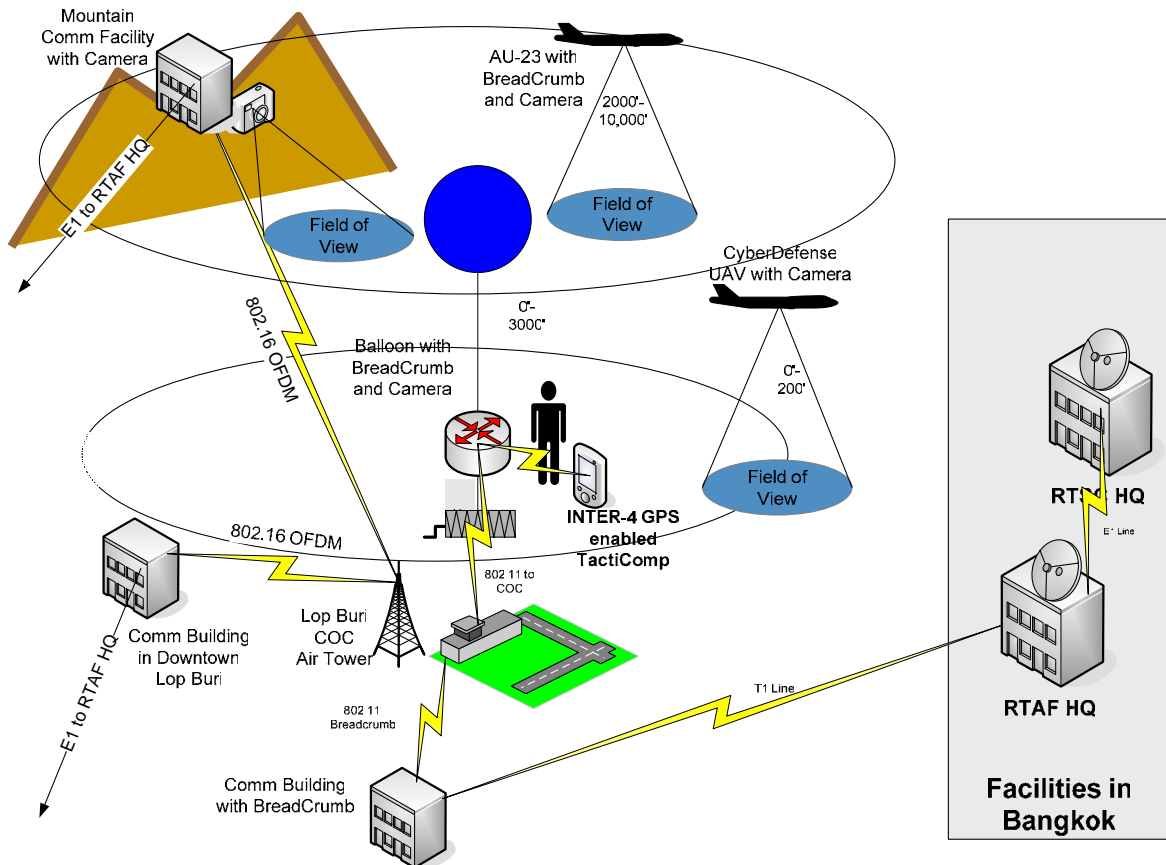 Mountain
Comm Facility
with Camera
AU-23 with
BreadCrumb
and Camera
2000'-
10,000'
E1 to RTAF HQ
Field of
View
Field of
View
CyberDefense
UAV with Camera
0'-
3000'
802.16 OFDM
Balloon with
BreadCrumb
and Camera
0'-
200'
Field of
View
RTSC HQ
INTER-4 GPS
enabled
TactiComp
802.16 OFDM
E1 Line
802 11 to
COC
Lop Buri
COC
Air Tower
Comm Building
in Downtown
Lop Buri
E1 to RTAF HQ
T1 Line
RTAF HQ
802 11
Breadcrumb
Comm Building
with BreadCrumb
Facilities in
Bangkok